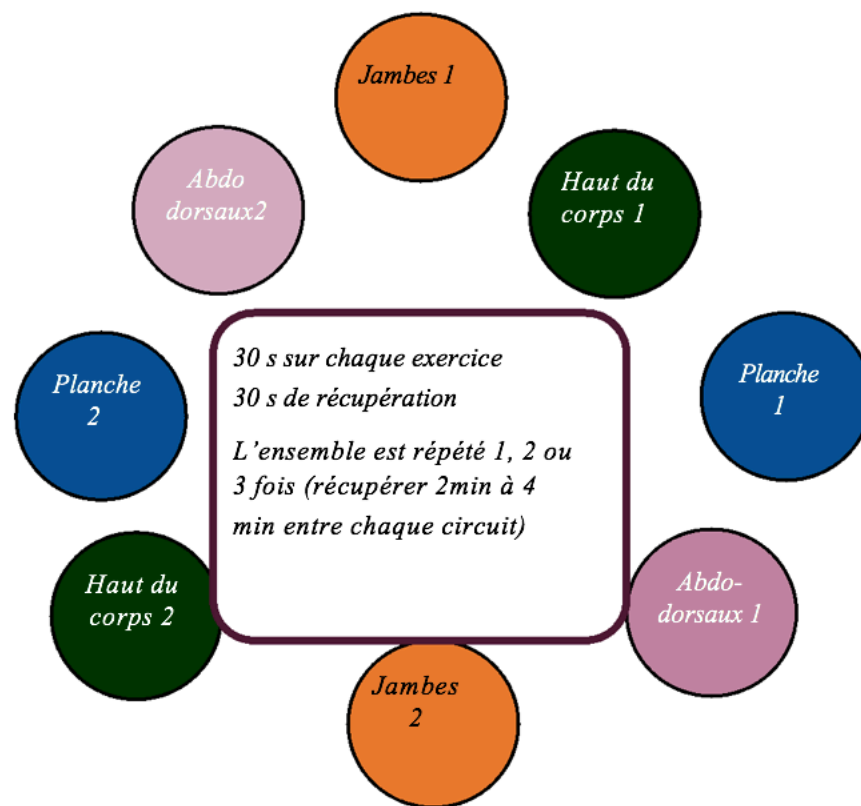 Jambes 1
Abdo
dorsaux2
Haut du
corps 1
30 s sur chaque exercice
30 s de récupération
L'ensemble est répété 1, 2 ou
3 fois (récupérer 2min à 4
min entre chaque circuit)
Planche
2
Planche
1
Haut du
corps 2
Abdo-
dorsaux 1
Jambes
2